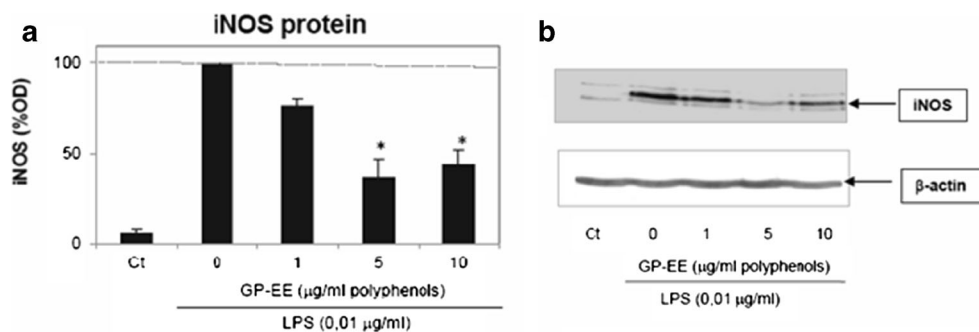 a
iNOS protein
iNOS (%OD)
100
50
0
*
*
Ct 0 1 5 10
GP-EE (µg/ml polyphenols)
LPS (0,01 µg/ml)
b
iNOS
β-actin
Ct 0 1 5 10
GP-EE (µg/ml polyphenols)
LPS (0,01 µg/ml)